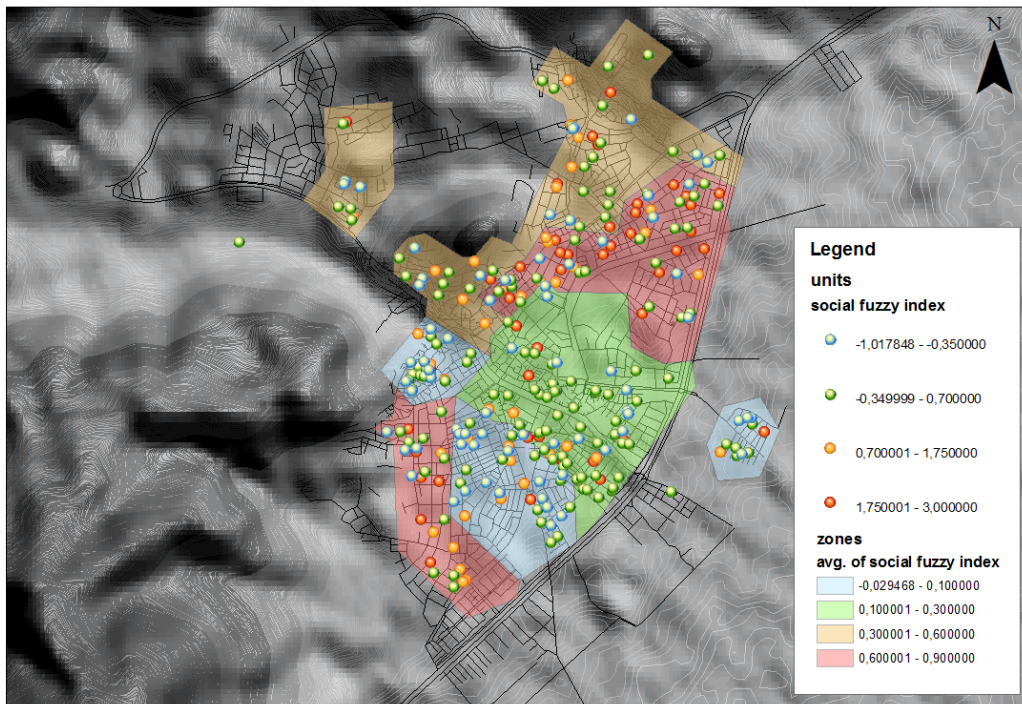 N
Legend
units
social fuzzy index
-1,017848 - -0,350000
-0,349999 - 0,700000
0,700001 - 1,750000
1,750001 - 3,000000
zones
avg. of social fuzzy index
-0,029468 - 0,100000
0,100001 - 0,300000
0,300001 - 0,600000
0,600001 - 0,900000